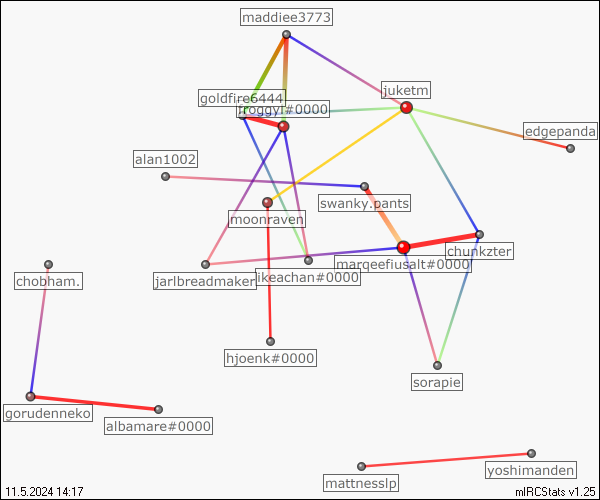 maddiee3773
juketm
goldfire6444
froggyf#0000
edgepanda
alan1002
swanky.pants
moonraven
chunkzter
marqeefiusalt#0000
chobham.
jarlbreadmaker
ikeachan#0000
hjoenk#0000
sorapie
gorudenneko
albamare#0000
yoshimanden
mattnesslp
11.5.2024 14:17
mIRCStats v1.25